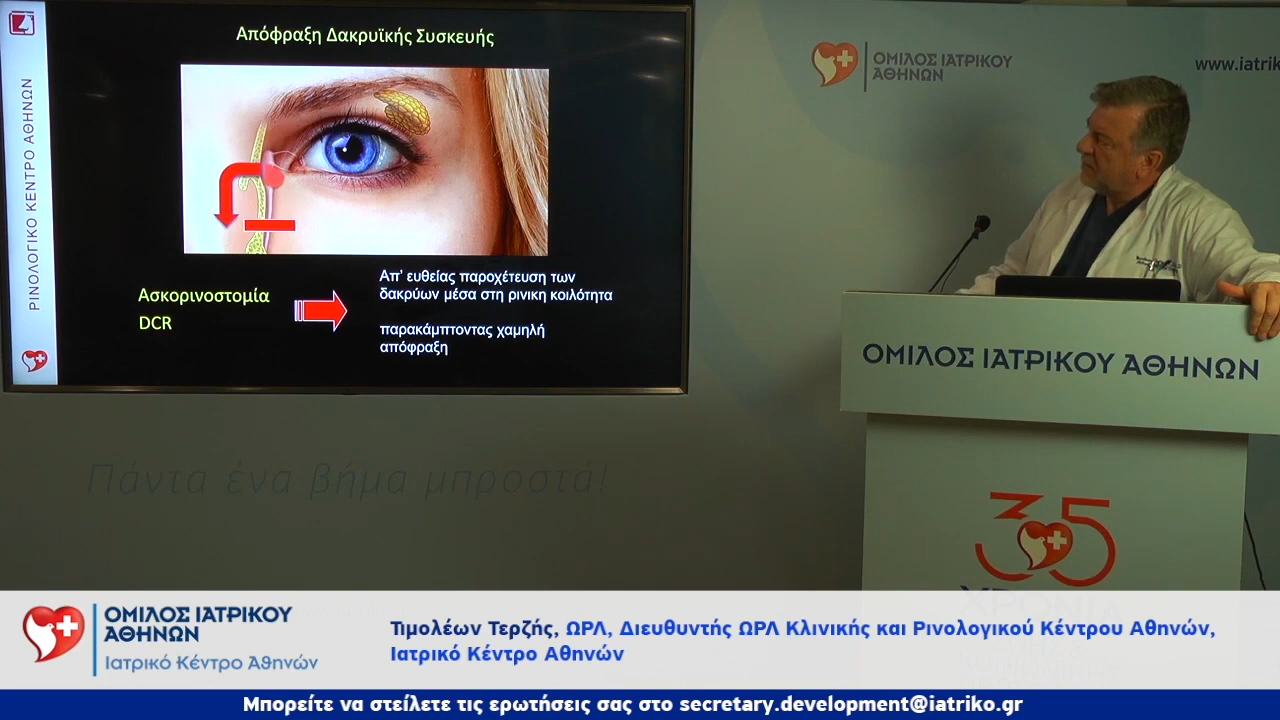 Απόφραξη Δακρυϊκής Συσκευής
ΡΙΝΟΛΟΓΙΚΟ ΚΕΝΤΡΟ ΑΘΗΝΩΝ
Ασκορινοστομία
DCR
Απ' ευθείας παροχέτευση των
δακρύων μέσα στη ρινικη κοιλότητα
παρακάμπτοντας χαμηλή
απόφραξη
ΟΜΙΛΟΣ ΙΑΤΡΙΚΟΥ
ΑΘΗΝΩΝ
www.iatrik
ΟΜΙΛΟΣ ΙΑΤΡΙΚΟΥ ΑΘΗΝΩΝ
Πάντα ένα βήμα μπροστά!
35
ΧΡΟΝΙΑ
ΟΜΙΛΟΣ ΙΑΤΡΙΚΟΥ
ΑΘΗΝΩΝ
Ιατρικό Κέντρο Αθηνών
Τιμολέων Τερζής, ΩΡΛ, Διευθυντής ΩΡΛ Κλινικής και Ρινολογικού Κέντρου Αθηνών,
Ιατρικό Κέντρο Αθηνών
Μπορείτε να στείλετε τις ερωτήσεις σας στο secretary.development@iatriko.gr